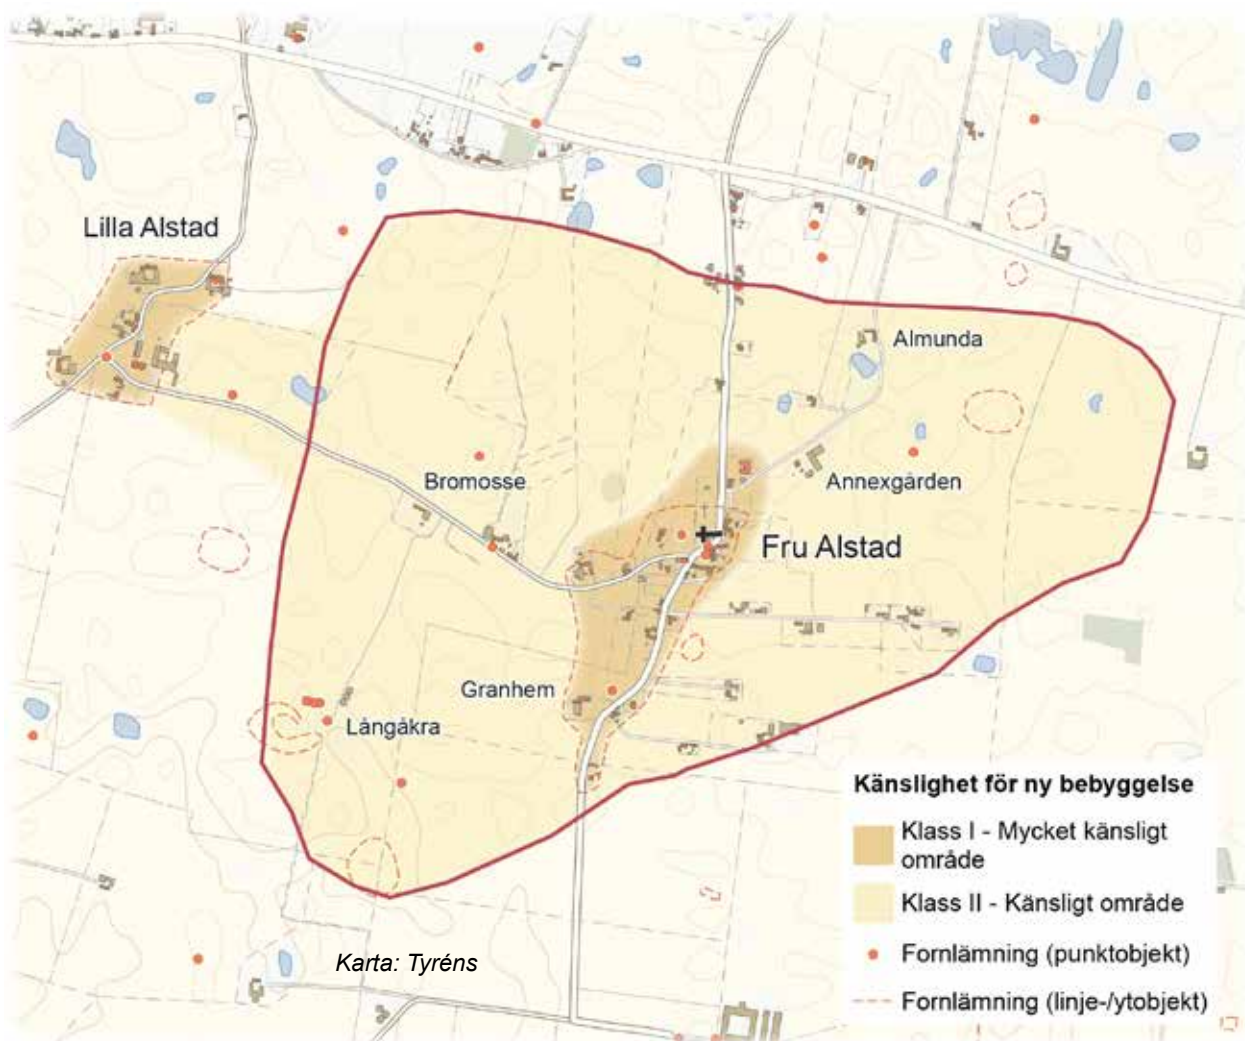 Lilla Alstad
Almunda
Bromosse
Annexgården
Fru Alstad
Granhem
Långåkra
Känslighet för ny bebyggelse
Klass I - Mycket känsligt
område
Klass II - Känsligt område
Fornlämning (punktobjekt)
Fornlämning (linje-/ytobjekt)
Karta: Tyréns